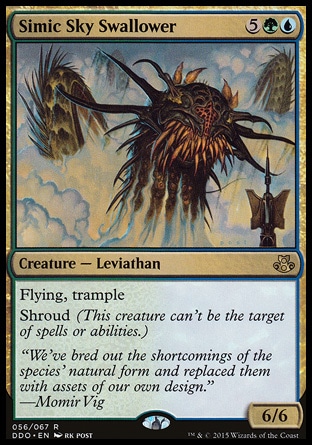 Simic Sky Swallower 5
Creature — Leviathan
Flying, trample
Shroud (This creature can't be the target
of spells or abilities.)
“We've bred out the shortcomings of the
species' natural form and replaced them
with assets of our own design.”
—Momir Vig
6/6
056/067 R
DDO • EN RK POST
™ & © 2015 Wizards of the Coast